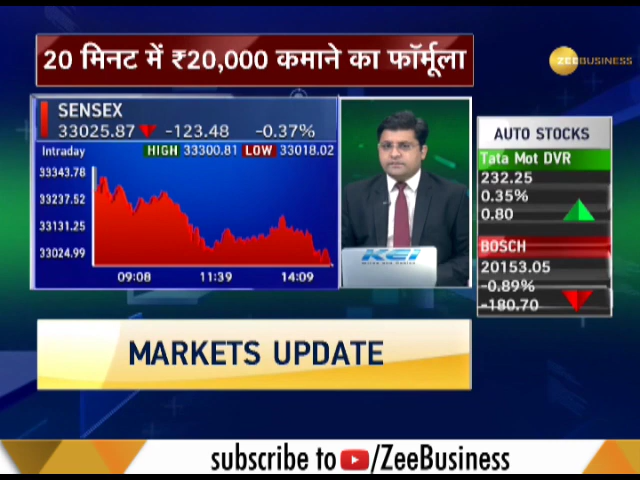 20 मिनट में ₹20,000 कमाने का फॉर्मूला
ZEEBUSINESS
SENSEX
33025.87 -123.48 -0.37%
Intraday HIGH 33300.81 LOW 33018.02
33343.78
33237.52
33131.25
33024.99
09:08 11:39 14:09
KEI
Wires and Cables
AUTO STOCKS
Tata Mot DVR
232.25
0.35%
0.80
BOSCH
20153.05
-0.89%
-180.70
MARKETS UPDATE
subscribe to /ZeeBusiness